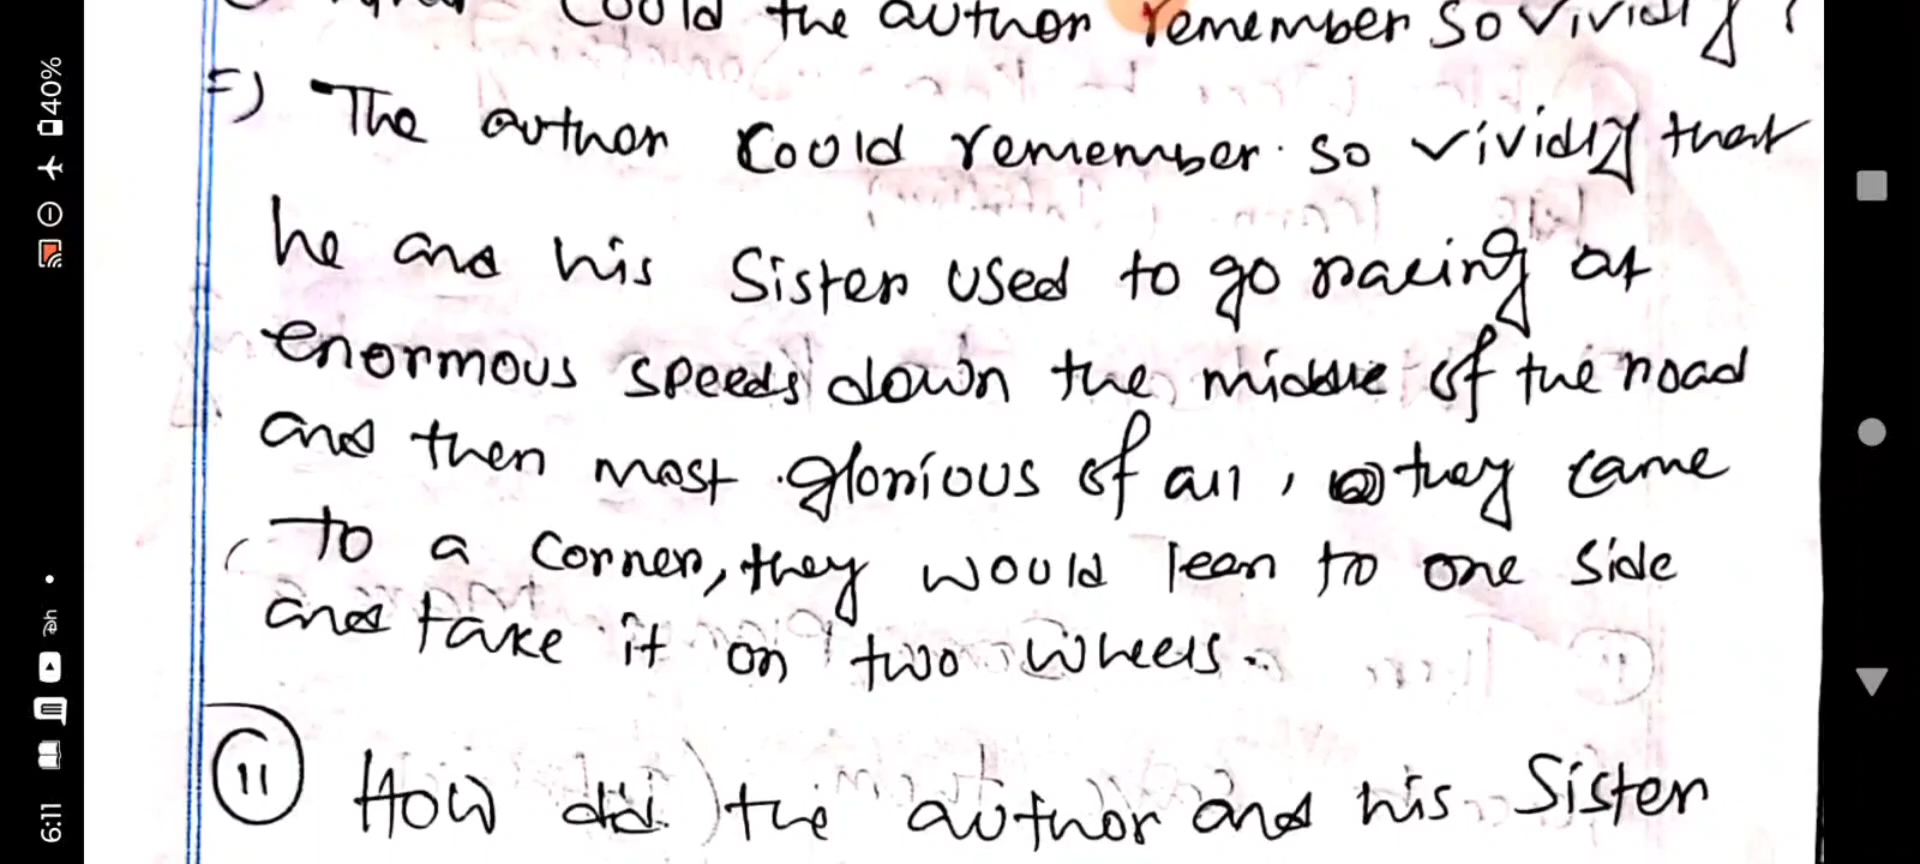 could the author remember so vividly?
=) The author could remember so vividly that
he and his Sister used to go racing at
enormous speeds down the middle of the road
and then most glorious of all, they came
to a corner, they would lean to one side
and take it on two wheels.
11 How did the author and his Sister
40%
6:11